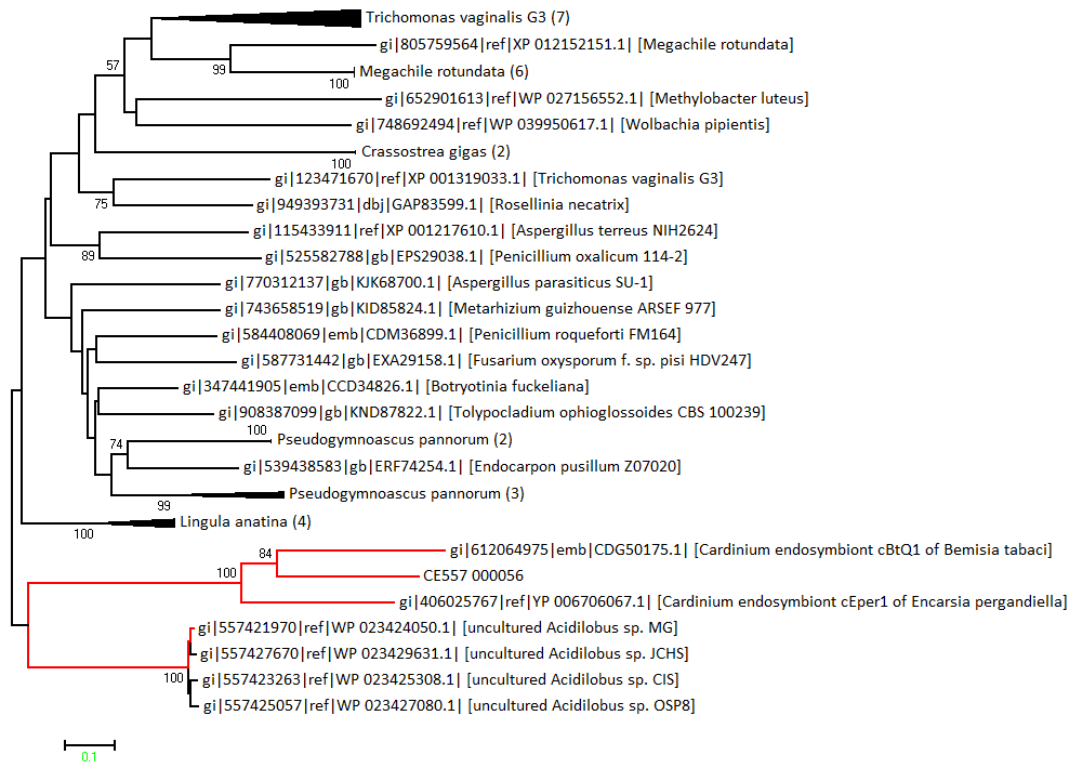 Trichomonas vaginalis G3 (7)
gi|805759564|ref|XP 012152151.1| [Megachile rotundata]
99
Megachile rotundata (6)
100
57
gi|652901613|ref|WP 027156552.1| [Methylobacter luteus]
gi|748692494|ref|WP 039950617.1| [Wolbachia pipientis]
Crassostrea gigas (2)
100
gi|123471670|ref|XP 001319033.1| [Trichomonas vaginalis G3]
75
gi|949393731|dbj|GAP83599.1| [Rosellinia necatrix]
gi|115433911|ref|XP 001217610.1| [Aspergillus terreus NIH2624]
89
gi|525582788|gb|EPS29038.1| [Penicillium oxalicum 114-2]
gi|770312137|gb|KJK68700.1| [Aspergillus parasiticus SU-1]
gi|743658519|gb|KID85824.1| [Metarhizium guizhouense ARSEF 977]
gi|584408069|emb|CDM36899.1| [Penicillium roqueforti FM164]
gi|587731442|gb|EXA29158.1| [Fusarium oxysporum f. sp. pisi HDV247]
gi|347441905|emb|CCD34826.1| [Botryotinia fuckeliana]
gi|908387099|gb|KND87822.1| [Tolypocladium ophioglossoides CBS 100239]
100
Pseudogymnoascus pannorum (2)
74
gi|539438583|gb|ERF74254.1| [Endocarpon pusillum Z07020]
Pseudogymnoascus pannorum (3)
99
Lingula anatina (4)
100
gi|612064975|emb|CDG50175.1| [Cardinium endosymbiont cBtQ1 of Bemisia tabaci]
84
CE557 000056
100
gi|406025767|ref|YP 006706067.1| [Cardinium endosymbiont cEper1 of Encarsia pergandiella]
gi|557421970|ref|WP 023424050.1| [uncultured Acidilobus sp. MG]
gi|557427670|ref|WP 023429631.1| [uncultured Acidilobus sp. JCHS]
100
gi|557423263|ref|WP 023425308.1| [uncultured Acidilobus sp. CIS]
gi|557425057|ref|WP 023427080.1| [uncultured Acidilobus sp. OSP8]
0.1